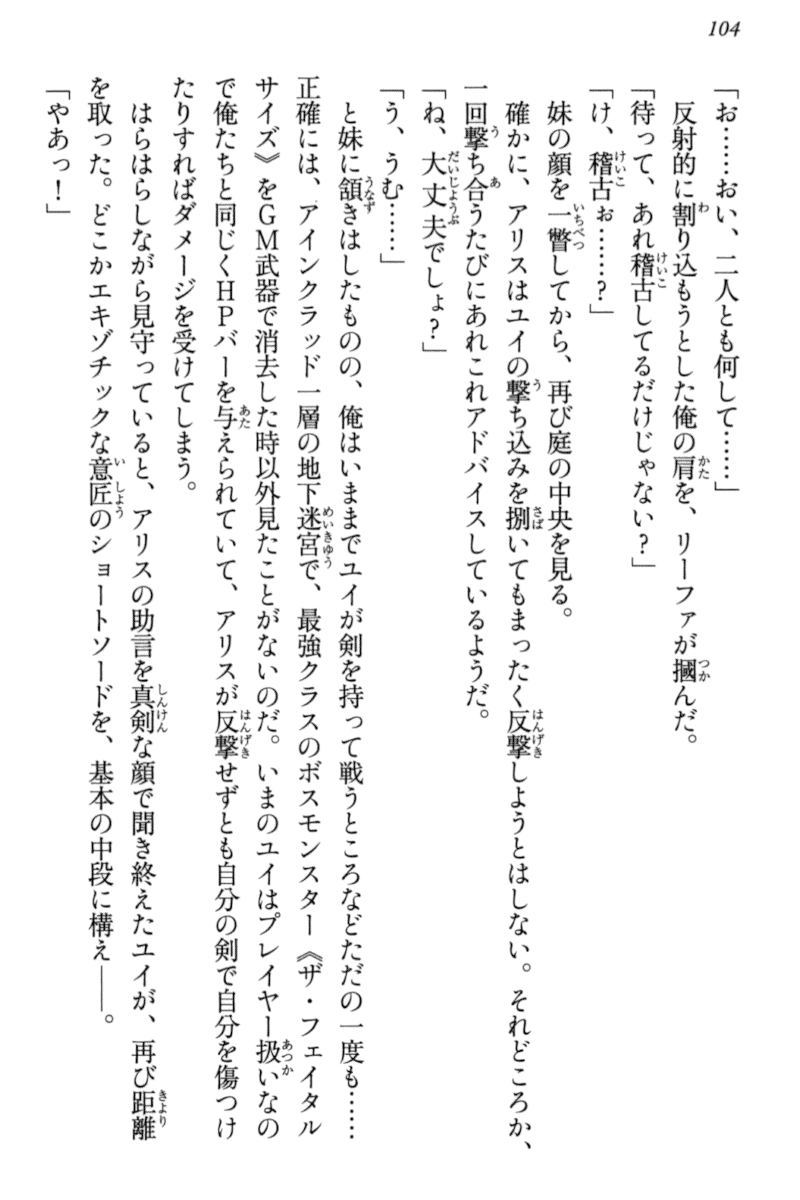 104
「お……おい、二人とも何して……」
反射的に割り込もうとした俺の肩を、リーファが摑んだ。
「待って、あれ稽古してるだけじゃない？」
「け、稽古ぉ……？」
妹の顔を一瞥してから、再び庭の中央を見る。
確かに、アリスはユイの撃ち込みを捌いてもまったく反撃しようとはしない。それどころか、
一回撃ち合うたびにあれこれアドバイスしているようだ。
「ね、大丈夫でしょ？」
「う、うむ……」
と妹に頷きはしたものの、俺はいままでユイが剣を持って戦うところなどただの一度も……
正確には、アインクラッド一層の地下迷宮で、最強クラスのボスモンスター《ザ・フェイタル
サイズ》をＧＭ武器で消去した時以外見たことがないのだ。いまのユイはプレイヤー扱いなの
で俺たちと同じくＨＰバーを与えられていて、アリスが反撃せずとも自分の剣で自分を傷つけ
たりすればダメージを受けてしまう。
はらはらしながら見守っていると、アリスの助言を真剣な顔で聞き終えたユイが、再び距離
を取った。どこかエキゾチックな意匠のショートソードを、基本の中段に構え――。
「やあっ！」